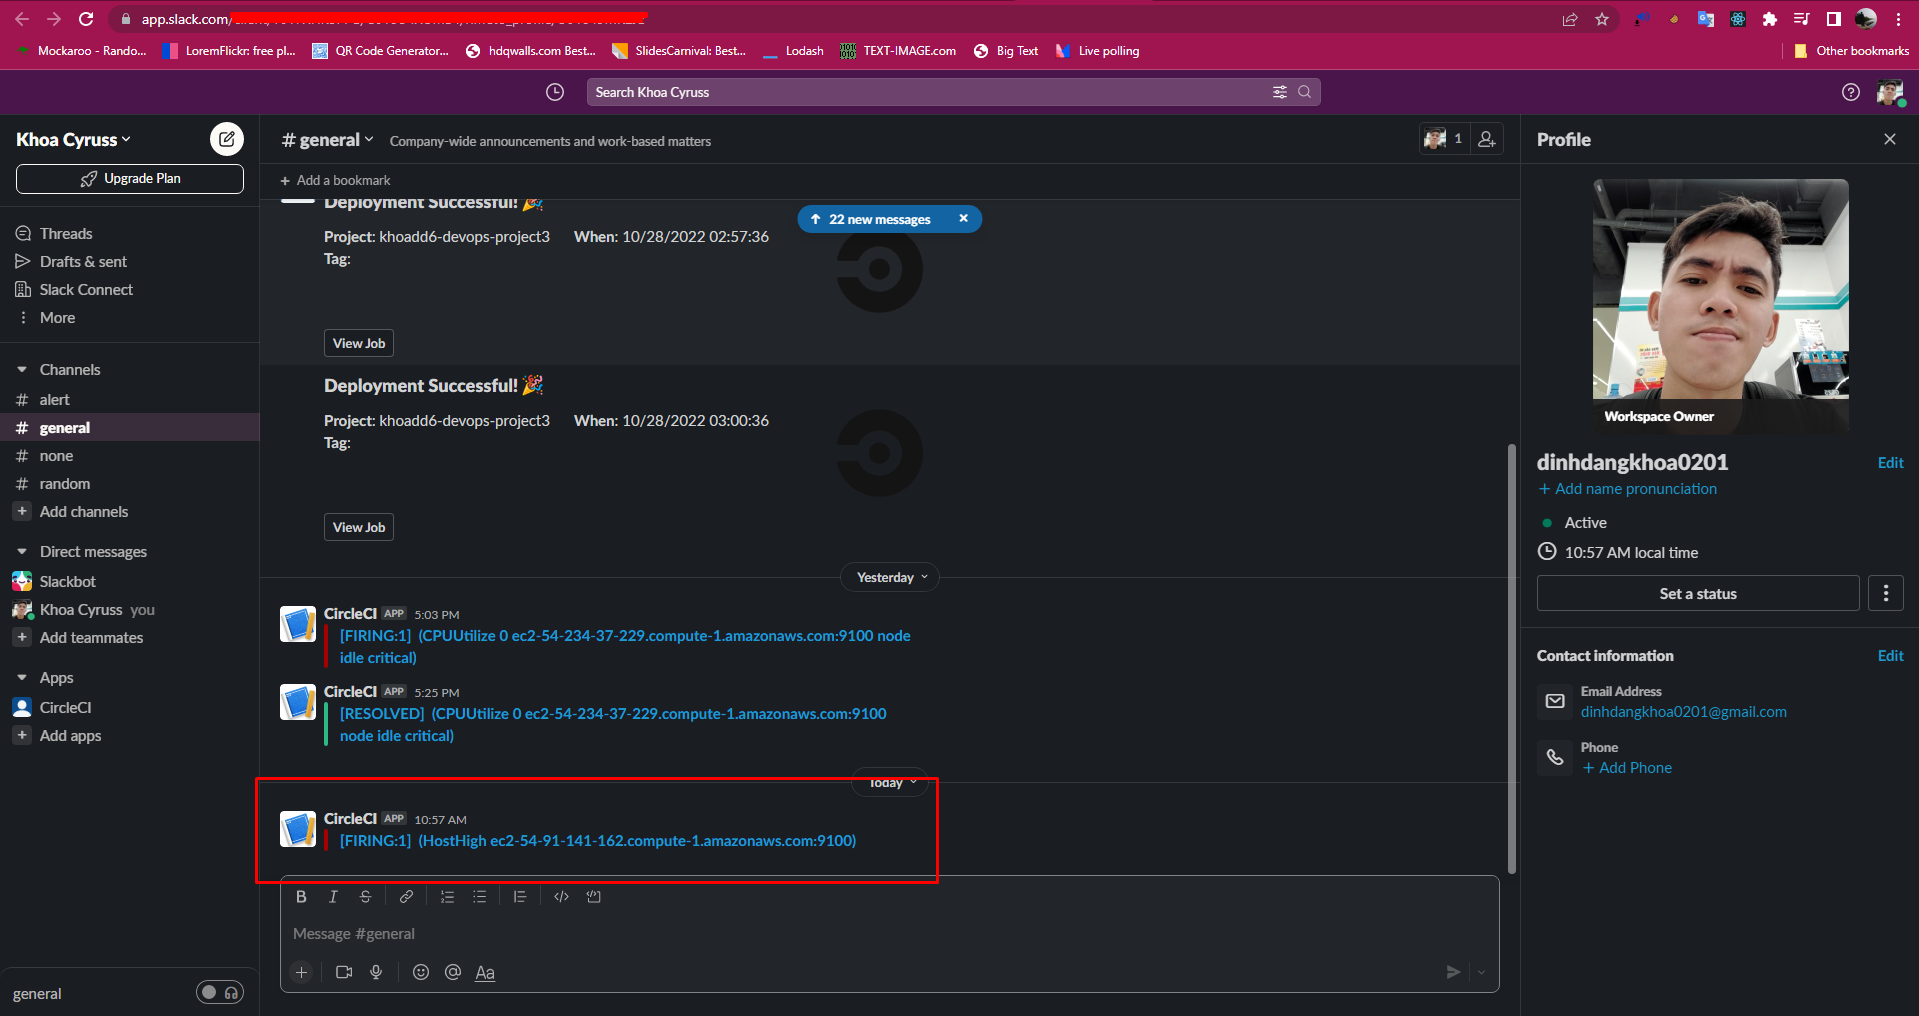 app.slack.com/
Mockaroo - Rando...
LoremFlickr: free pl...
QR Code Generator...
hdqwalls.com Best...
SlidesCarnival: Best...
Lodash
TEXT-IMAGE.com
Big Text
Live polling
Other bookmarks
Search Khoa Cyruss
Khoa Cyruss
Upgrade Plan
Threads
Drafts & sent
Slack Connect
More
Channels
# alert
# general
# none
# random
+ Add channels
Direct messages
Slackbot
Khoa Cyruss you
+ Add teammates
Apps
CircleCI
+ Add apps
general
# general
Company-wide announcements and work-based matters
1
+ Add a bookmark
22 new messages
Deployment Successful! 🎉
Project: khoadd6-devops-project3 When: 10/28/2022 02:57:36
Tag:
View Job
Deployment Successful! 🎉
Project: khoadd6-devops-project3 When: 10/28/2022 03:00:36
Tag:
View Job
Yesterday
CircleCI APP 5:03 PM
[FIRING:1] (CPUUtilize 0 ec2-54-234-37-229.compute-1.amazonaws.com:9100 node
idle critical)
CircleCI APP 5:25 PM
[RESOLVED] (CPUUtilize 0 ec2-54-234-37-229.compute-1.amazonaws.com:9100
node idle critical)
Today
CircleCI APP 10:57 AM
[FIRING:1] (HostHigh ec2-54-91-141-162.compute-1.amazonaws.com:9100)
Message #general
Aa
Profile
Workspace Owner
dinhdangkhoa0201
Edit
+ Add name pronunciation
Active
10:57 AM local time
Set a status
Contact information
Edit
Email Address
dinhdangkhoa0201@gmail.com
Phone
+ Add Phone